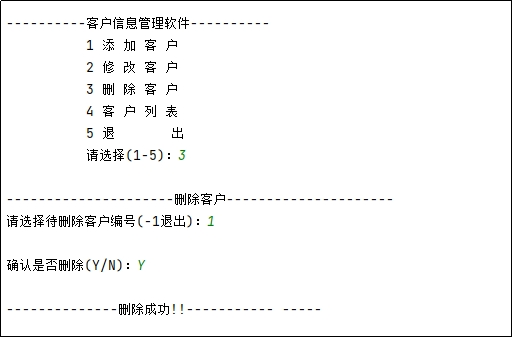 ----------客户信息管理软件----------
1 添 加 客 户
2 修 改 客 户
3 删 除 客 户
4 客 户 列 表
5 退       出
请选择(1-5)：3
---------------------删除客户---------------------
请选择待删除客户编号(-1退出)：1
确认是否删除(Y/N)：Y
--------------删除成功!!----------- -----